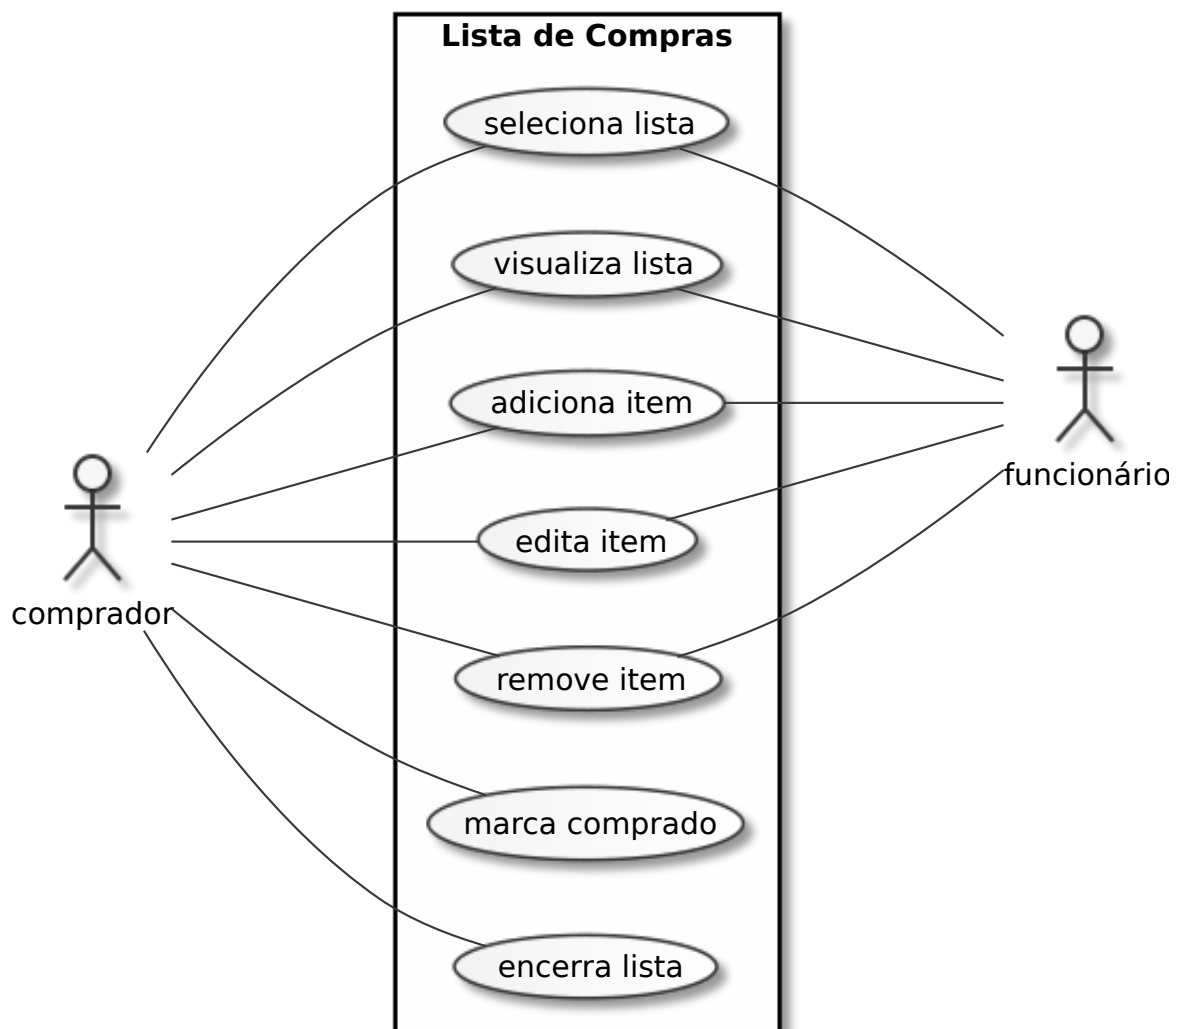 Lista de Compras
seleciona lista
visualiza lista
adiciona item
funcionário
edita item
comprador
remove item
marca comprado
encerra lista